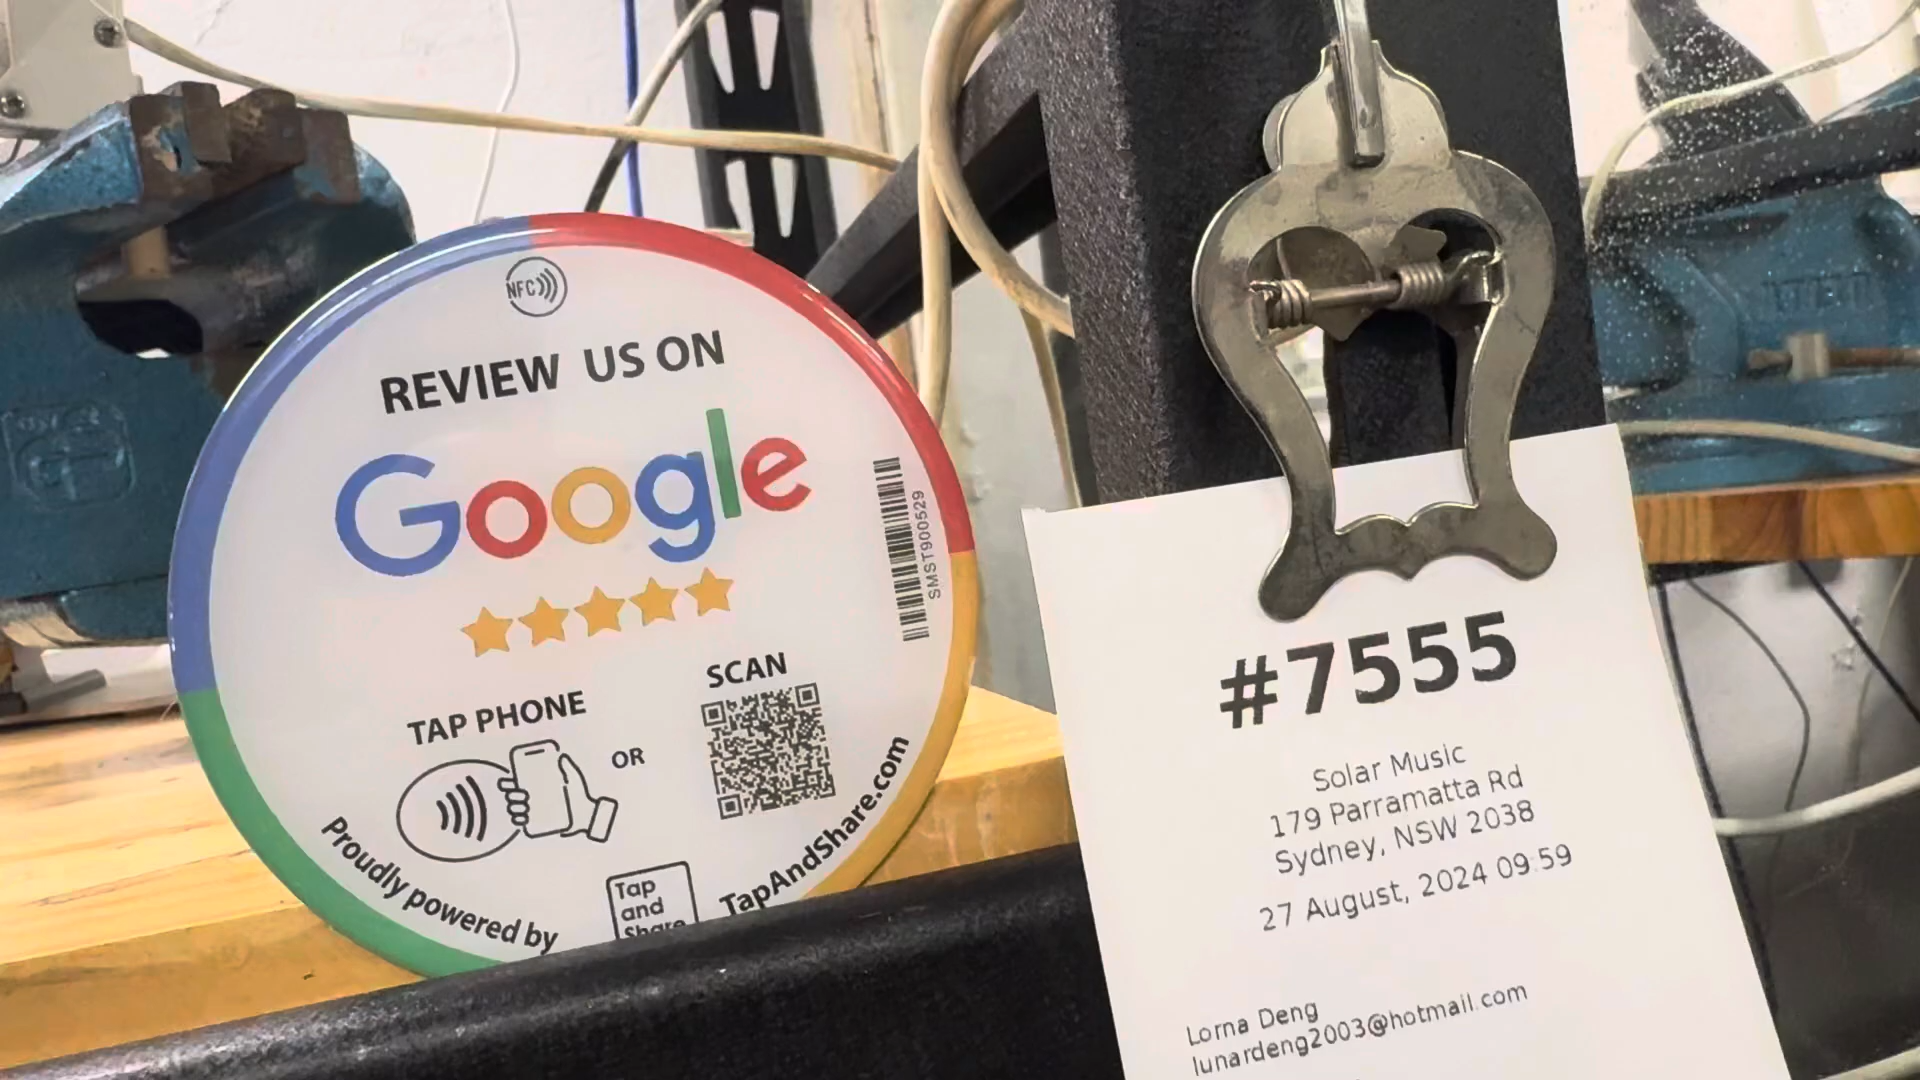 NFC
REVIEW US ON
Google
SMST900529
SCAN
TAP PHONE
OR
Proudly powered by
Tap
and
Share
TapAndShare.com
#7555
Solar Music
179 Parramatta Rd
Sydney, NSW 2038
27 August, 2024 09:59
Lorna Deng
lunardeng2003@hotmail.com